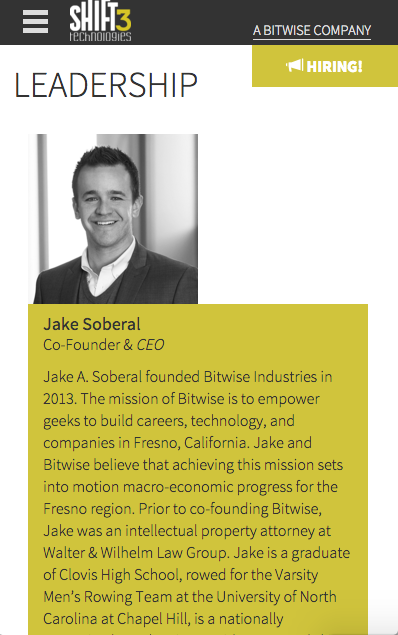 SHIFT3
technologies
A BITWISE COMPANY
HIRING!
LEADERSHIP
Jake Soberal
Co-Founder & CEO
Jake A. Soberal founded Bitwise Industries in
2013. The mission of Bitwise is to empower
geeks to build careers, technology, and
companies in Fresno, California. Jake and
Bitwise believe that achieving this mission sets
into motion macro-economic progress for the
Fresno region. Prior to co-founding Bitwise,
Jake was an intellectual property attorney at
Walter & Wilhelm Law Group. Jake is a graduate
of Clovis High School, rowed for the Varsity
Men’s Rowing Team at the University of North
Carolina at Chapel Hill, is a nationally